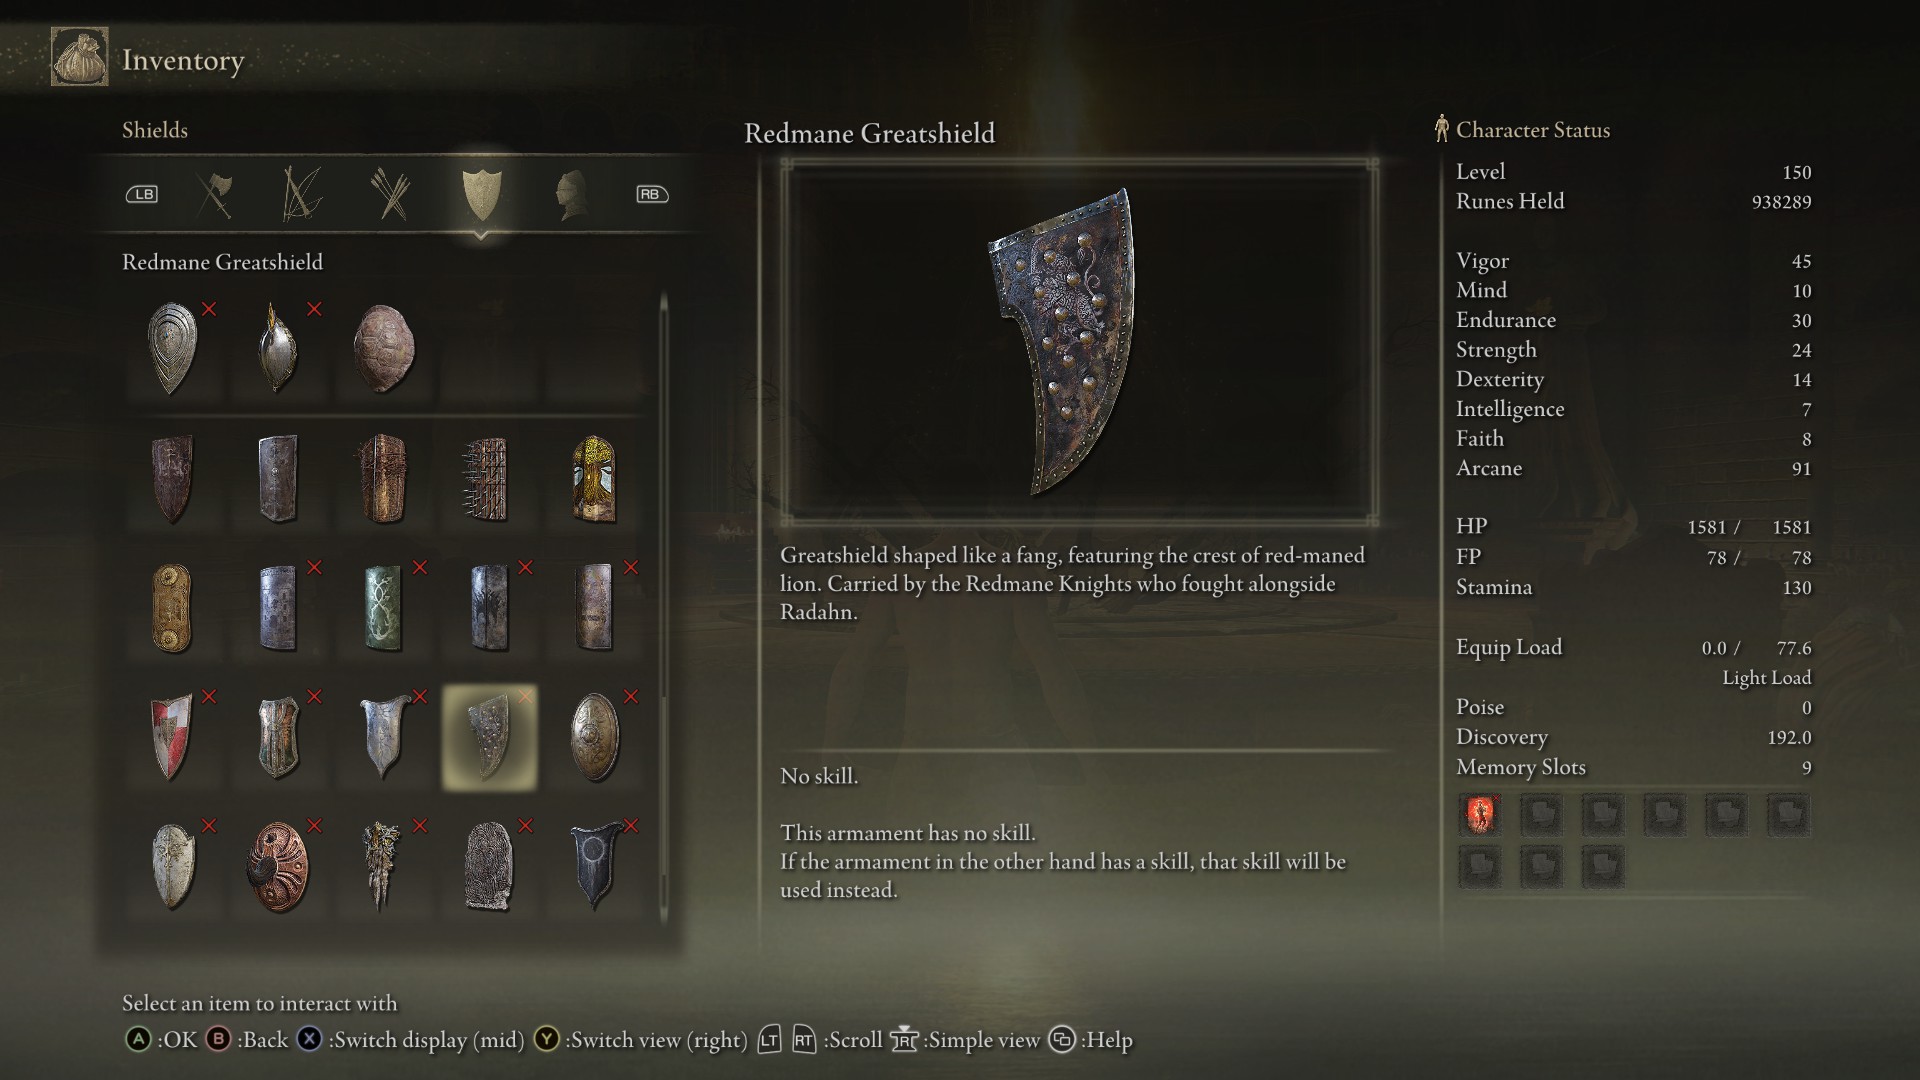 Inventory
Shields
LB
RB
Redmane Greatshield
Redmane Greatshield
Greatshield shaped like a fang, featuring the crest of red-maned
lion. Carried by the Redmane Knights who fought alongside
Radahn.
No skill.
This armament has no skill.
If the armament in the other hand has a skill, that skill will be
used instead.
Character Status
Level 150
Runes Held 938289
Vigor 45
Mind 10
Endurance 30
Strength 24
Dexterity 14
Intelligence 7
Faith 8
Arcane 91
HP 1581 / 1581
FP 78 / 78
Stamina 130
Equip Load 0.0 / 77.6
Light Load
Poise 0
Discovery 192.0
Memory Slots 9
Select an item to interact with
A :OK B :Back X :Switch display (mid) Y :Switch view (right) LT RT :Scroll R :Simple view :Help